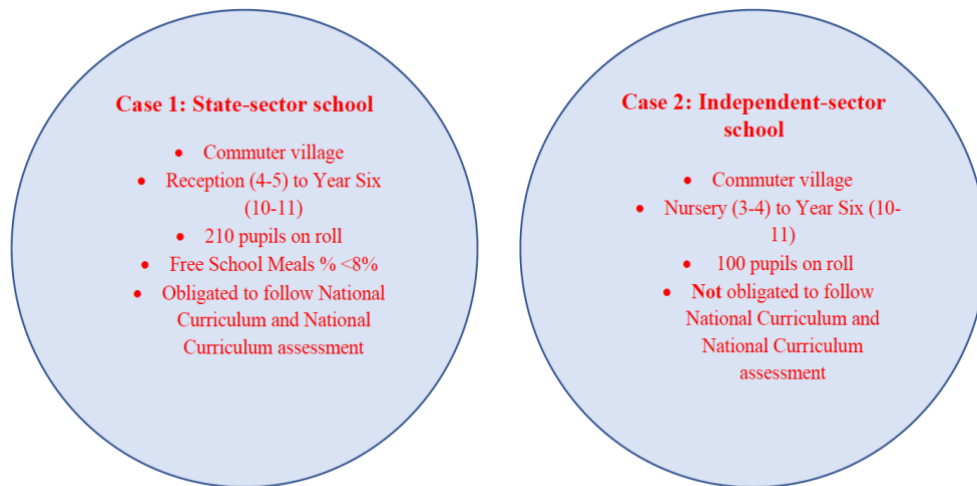 Case 1: State-sector school
• Commuter village
• Reception (4-5) to Year Six
(10-11)
• 210 pupils on roll
• Free School Meals % <8%
• Obligated to follow National
Curriculum and National
Curriculum assessment
Case 2: Independent-sector
school
• Commuter village
• Nursery (3-4) to Year Six (10-
11)
• 100 pupils on roll
• Not obligated to follow
National Curriculum and
National Curriculum
assessment